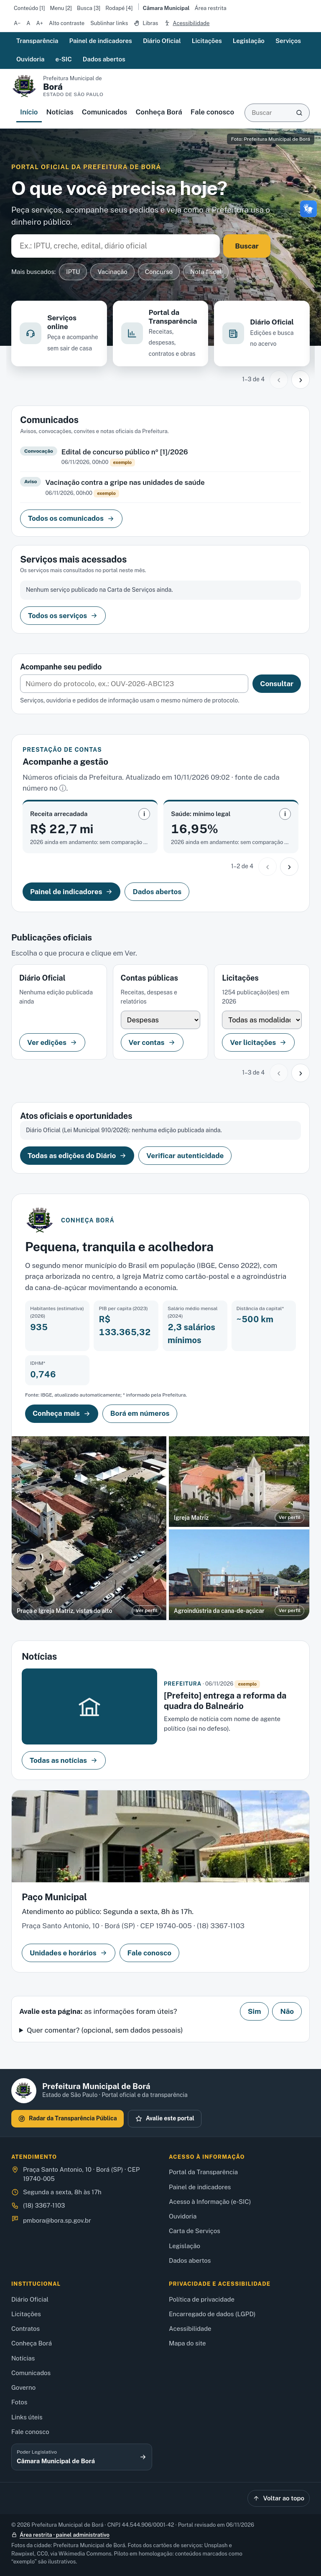 Conteúdo [1] Menu [2] Busca [3] Rodapé [4] Câmara Municipal Área restrita
A− A A+ Alto contraste Sublinhar links Libras Acessibilidade
Transparência Painel de indicadores Diário Oficial Licitações Legislação Serviços
Ouvidoria e-SIC Dados abertos
Prefeitura Municipal de
Borá
ESTADO DE SÃO PAULO
Início Notícias Comunicados Conheça Borá Fale conosco Buscar
Foto: Prefeitura Municipal de Borá
PORTAL OFICIAL DA PREFEITURA DE BORÁ
O que você precisa hoje?
Peça serviços, acompanhe seus pedidos e veja como a Prefeitura usa o
dinheiro público.
Ex.: IPTU, creche, edital, diário oficial Buscar
Mais buscados: IPTU Vacinação Concurso Nota fiscal
Serviços
online
Peça e acompanhe
sem sair de casa
Portal da
Transparência
Receitas,
despesas,
contratos e obras
Diário Oficial
Edições e busca
no acervo
1–3 de 4
Comunicados
Avisos, convocações, convites e notas oficiais da Prefeitura.
Convocação Edital de concurso público nº [1]/2026
06/11/2026, 00h00 exemplo
Aviso Vacinação contra a gripe nas unidades de saúde
06/11/2026, 00h00 exemplo
Todos os comunicados →
Serviços mais acessados
Os serviços mais consultados no portal neste mês.
Nenhum serviço publicado na Carta de Serviços ainda.
Todos os serviços →
Acompanhe seu pedido
Número do protocolo, ex.: OUV-2026-ABC123 Consultar
Serviços, ouvidoria e pedidos de informação usam o mesmo número de protocolo.
PRESTAÇÃO DE CONTAS
Acompanhe a gestão
Números oficiais da Prefeitura. Atualizado em 10/11/2026 09:02 · fonte de cada
número no ⓘ.
Receita arrecadada i
R$ 22,7 mi
2026 ainda em andamento: sem comparação ...
Saúde: mínimo legal i
16,95%
2026 ainda em andamento: sem comparação ...
1–2 de 4
Painel de indicadores → Dados abertos
Publicações oficiais
Escolha o que procura e clique em Ver.
Diário Oficial
Nenhuma edição publicada
ainda
Ver edições →
Contas públicas
Receitas, despesas e
relatórios
Despesas
Ver contas →
Licitações
1254 publicação(ões) em
2026
Todas as modalidad
Ver licitações →
1–3 de 4
Atos oficiais e oportunidades
Diário Oficial (Lei Municipal 910/2026): nenhuma edição publicada ainda.
Todas as edições do Diário → Verificar autenticidade
CONHEÇA BORÁ
Pequena, tranquila e acolhedora
O segundo menor município do Brasil em população (IBGE, Censo 2022), com
praça arborizada no centro, a Igreja Matriz como cartão-postal e a agroindústria
da cana-de-açúcar movimentando a economia.
Habitantes (estimativa)
(2026)
935
PIB per capita (2023)
R$
133.365,32
Salário médio mensal
(2024)
2,3 salários
mínimos
Distância da capital*
~500 km
IDHM*
0,746
Fonte: IBGE, atualizado automaticamente; * informado pela Prefeitura.
Conheça mais → Borá em números
Praça e Igreja Matriz, vistas do alto Ver perfil
Igreja Matriz Ver perfil
Agroindústria da cana-de-açúcar Ver perfil
Notícias
PREFEITURA · 06/11/2026 exemplo
[Prefeito] entrega a reforma da
quadra do Balneário
Exemplo de notícia com nome de agente
político (sai no defeso).
Todas as notícias →
Paço Municipal
Atendimento ao público: Segunda a sexta, 8h às 17h.
Praça Santo Antonio, 10 · Borá (SP) · CEP 19740-005 · (18) 3367-1103
Unidades e horários → Fale conosco
Avalie esta página: as informações foram úteis? Sim Não
▶ Quer comentar? (opcional, sem dados pessoais)
Prefeitura Municipal de Borá
Estado de São Paulo · Portal oficial e da transparência
Radar da Transparência Pública Avalie este portal
ATENDIMENTO
Praça Santo Antonio, 10 · Borá (SP) · CEP
19740-005
Segunda a sexta, 8h às 17h
(18) 3367-1103
pmbora@bora.sp.gov.br
ACESSO À INFORMAÇÃO
Portal da Transparência
Painel de indicadores
Acesso à Informação (e-SIC)
Ouvidoria
Carta de Serviços
Legislação
Dados abertos
INSTITUCIONAL
Diário Oficial
Licitações
Contratos
Conheça Borá
Notícias
Comunicados
Governo
Fotos
Links úteis
Fale conosco
Poder Legislativo
Câmara Municipal de Borá →
PRIVACIDADE E ACESSIBILIDADE
Política de privacidade
Encarregado de dados (LGPD)
Acessibilidade
Mapa do site
↑ Voltar ao topo
© 2026 Prefeitura Municipal de Borá · CNPJ 44.544.906/0001-42 · Portal revisado em 06/11/2026
Área restrita · painel administrativo
Fotos da cidade: Prefeitura Municipal de Borá. Fotos dos cartões de serviços: Unsplash e
Rawpixel, CC0, via Wikimedia Commons. Piloto em homologação: conteúdos marcados como
"exemplo" são ilustrativos.